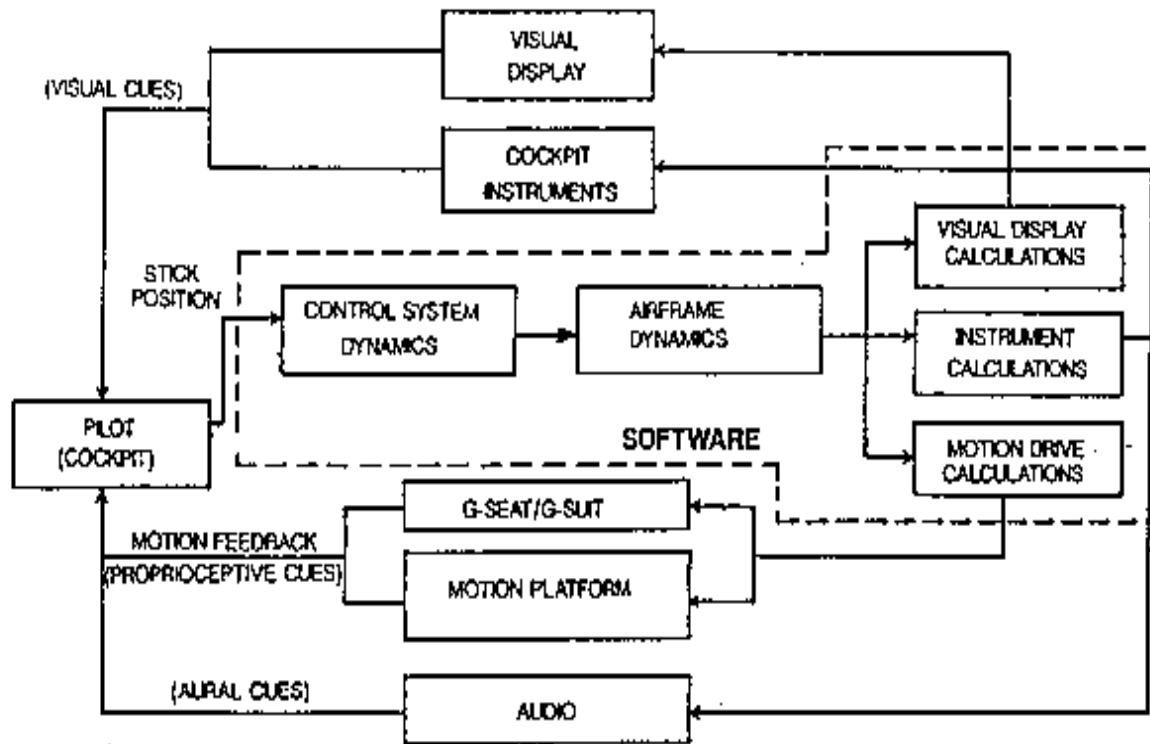 VISUAL
DISPLAY
(VISUAL CUES)
COCKPIT
INSTRUMENTS
VISUAL DISPLAY
CALCULATIONS
STICK
POSITION
CONTROL SYSTEM
DYNAMICS
AIRFRAME
DYNAMICS
INSTRUMENT
CALCULATIONS
PILOT
(COCKPIT)
SOFTWARE
MOTION DRIVE
CALCULATIONS
G-SEAT/G-SUIT
MOTION FEEDBACK
(PROPRIOCEPTIVE CUES)
MOTION PLATFORM
(AURAL CUES)
AUDIO